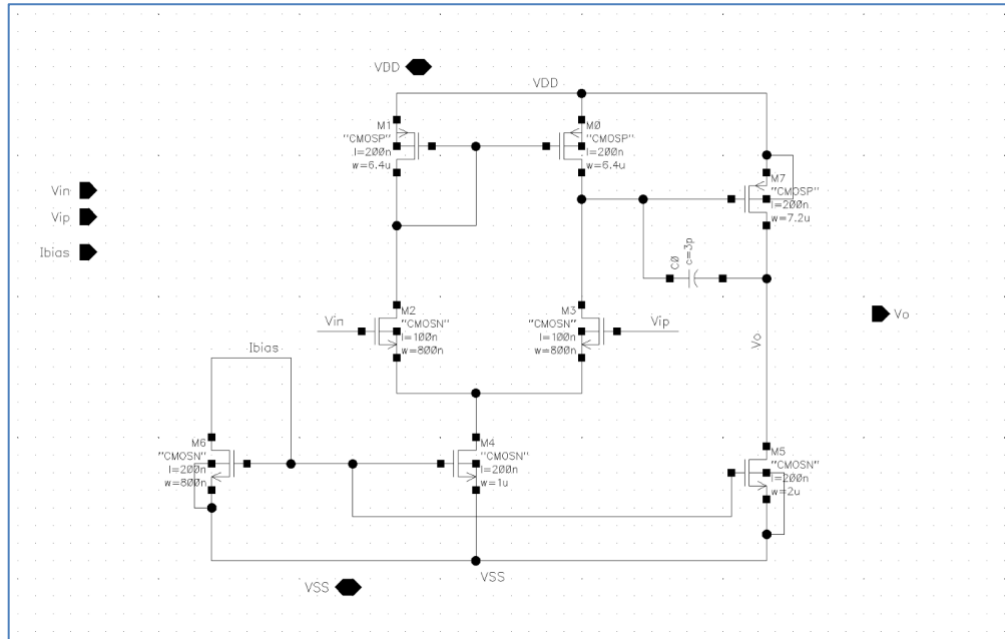 VDD
VDD
M1
"CMOSP"
l=200n
w=6.4u
M0
"CMOSP"
l=200n
w=6.4u
M7
"CMOSP"
l=200n
w=7.2u
Vin
Vip
Ibias
C0
c=3p
M2
"CMOSN"
l=100n
w=800n
M3
"CMOSN"
l=100n
w=800n
Vin
Vip
Vo
Vo
Ibias
M6
"CMOSN"
l=200n
w=800n
M4
"CMOSN"
l=200n
w=1u
M5
"CMOSN"
l=200n
w=2u
VSS
VSS